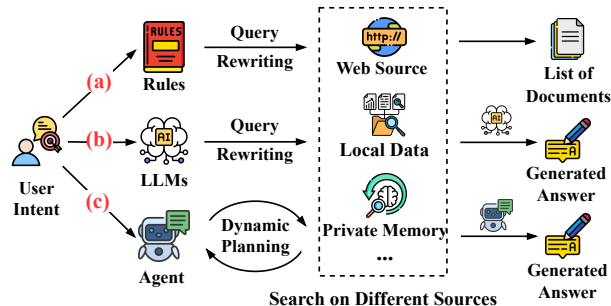 RULES
Rules
(a)
Query
Rewriting
http://
Web Source
List of
Documents
User
Intent
(b)
AI
LLMs
Query
Rewriting
Local Data
AI
A
Generated
Answer
(c)
Agent
Dynamic
Planning
Private Memory
...
A
Generated
Answer
Search on Different Sources